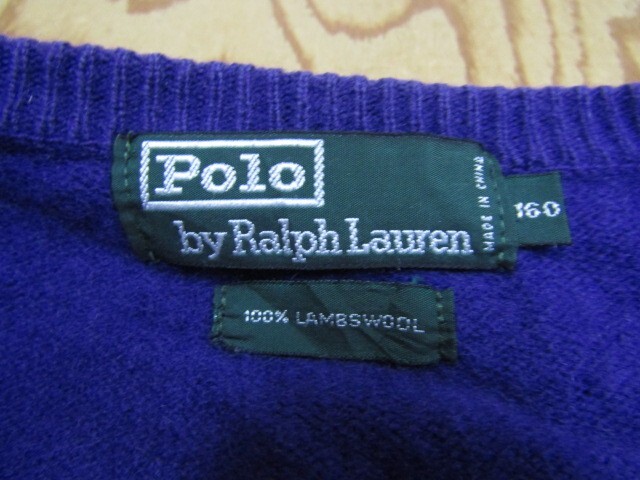 Polo
by Ralph Lauren
MADE IN CHINA
160
100% LAMBSWOOL